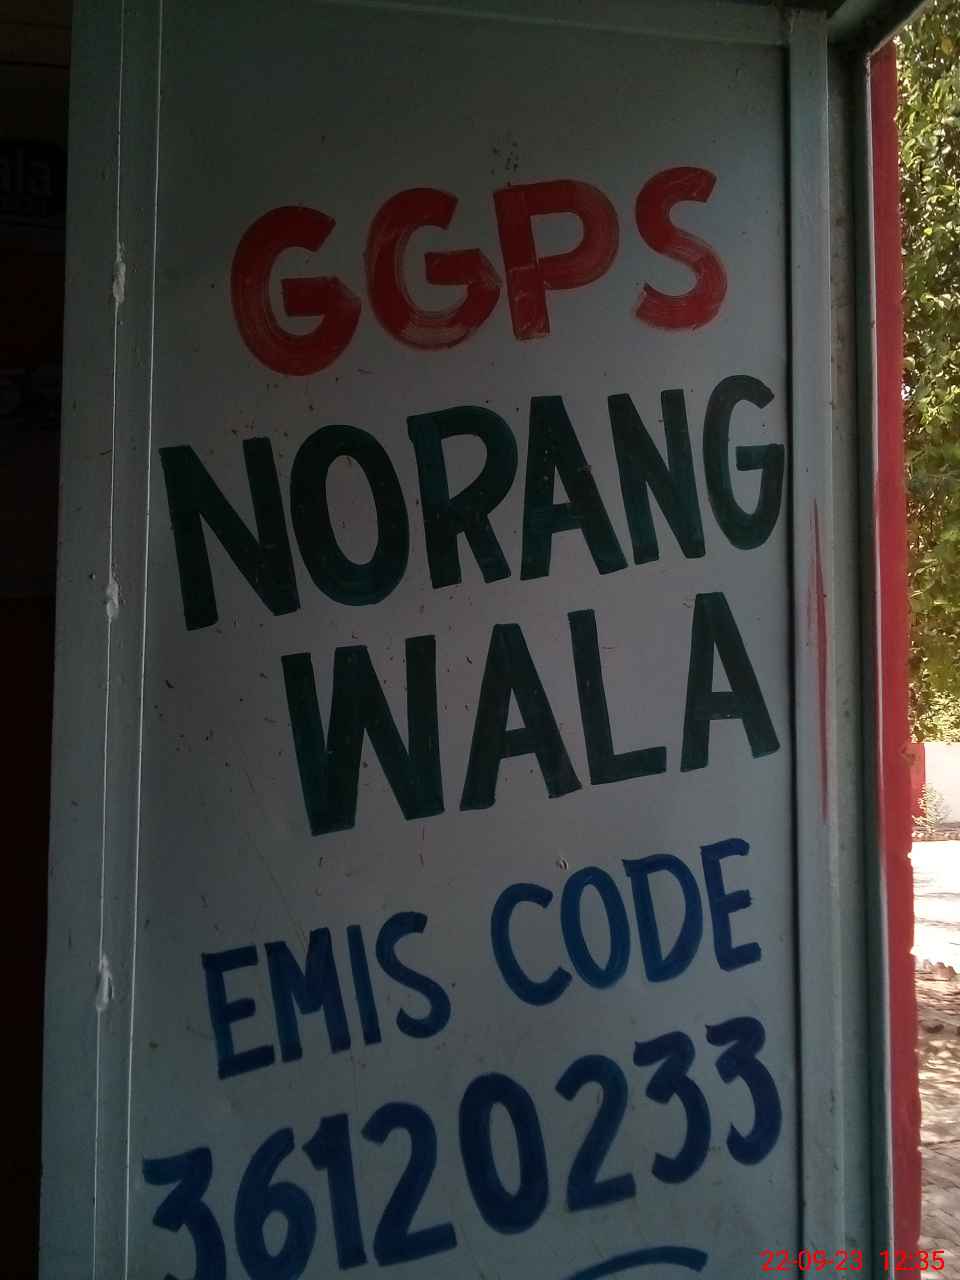 GGPS
NORANG
WALA
EMIS CODE
36120233
22-09-23 12:35